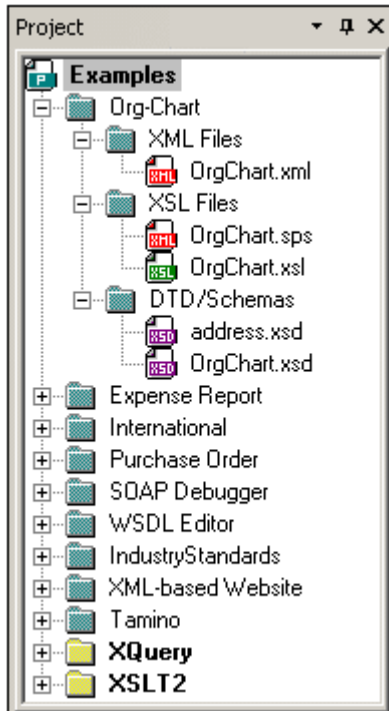 Project
Examples
Org-Chart
XML Files
OrgChart.xml
XSL Files
OrgChart.sps
OrgChart.xsl
DTD/Schemas
address.xsd
OrgChart.xsd
Expense Report
International
Purchase Order
SOAP Debugger
WSDL Editor
IndustryStandards
XML-based Website
Tamino
XQuery
XSLT2